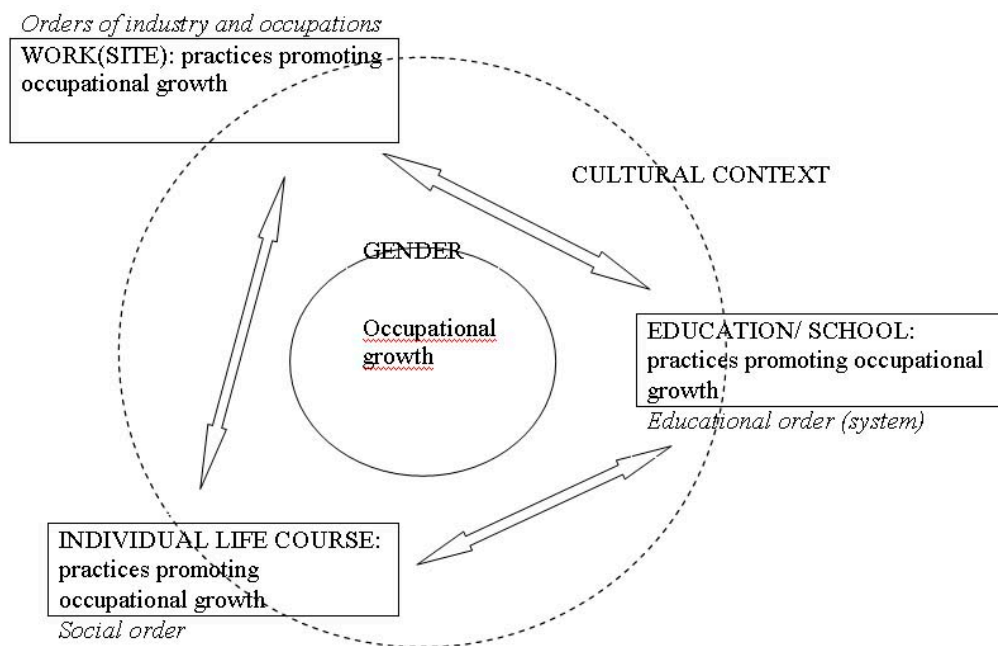 Orders of industry and occupations
WORK(SITE): practices promoting
occupational growth
CULTURAL CONTEXT
GENDER
Occupational
growth
EDUCATION/ SCHOOL:
practices promoting occupational
growth
Educational order (system)
INDIVIDUAL LIFE COURSE:
practices promoting
occupational growth
Social order